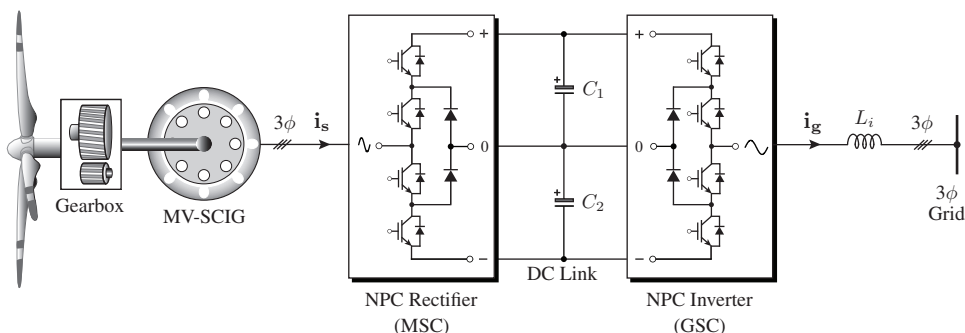 Gearbox
MV-SCIG
3ϕ
i_s
+
0
−
NPC Rectifier
(MSC)
+
C_1
+
C_2
DC Link
+
0
−
NPC Inverter
(GSC)
i_g
L_i
3ϕ
3ϕ
Grid